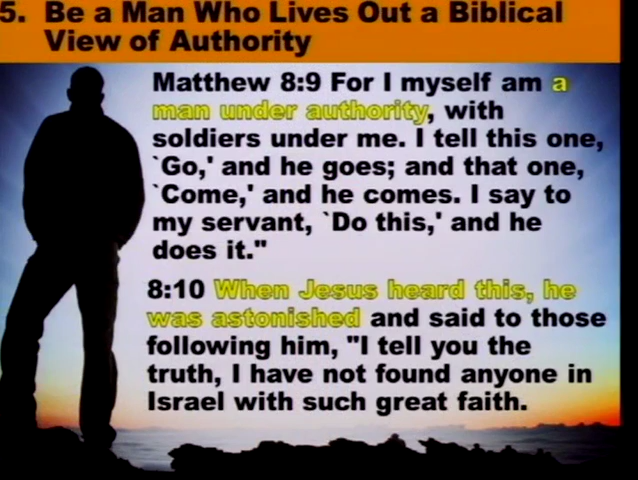 5. Be a Man Who Lives Out a Biblical
View of Authority
Matthew 8:9 For I myself am a
man under authority, with
soldiers under me. I tell this one,
`Go,' and he goes; and that one,
`Come,' and he comes. I say to
my servant, `Do this,' and he
does it."
8:10 When Jesus heard this, he
was astonished and said to those
following him, "I tell you the
truth, I have not found anyone in
Israel with such great faith.